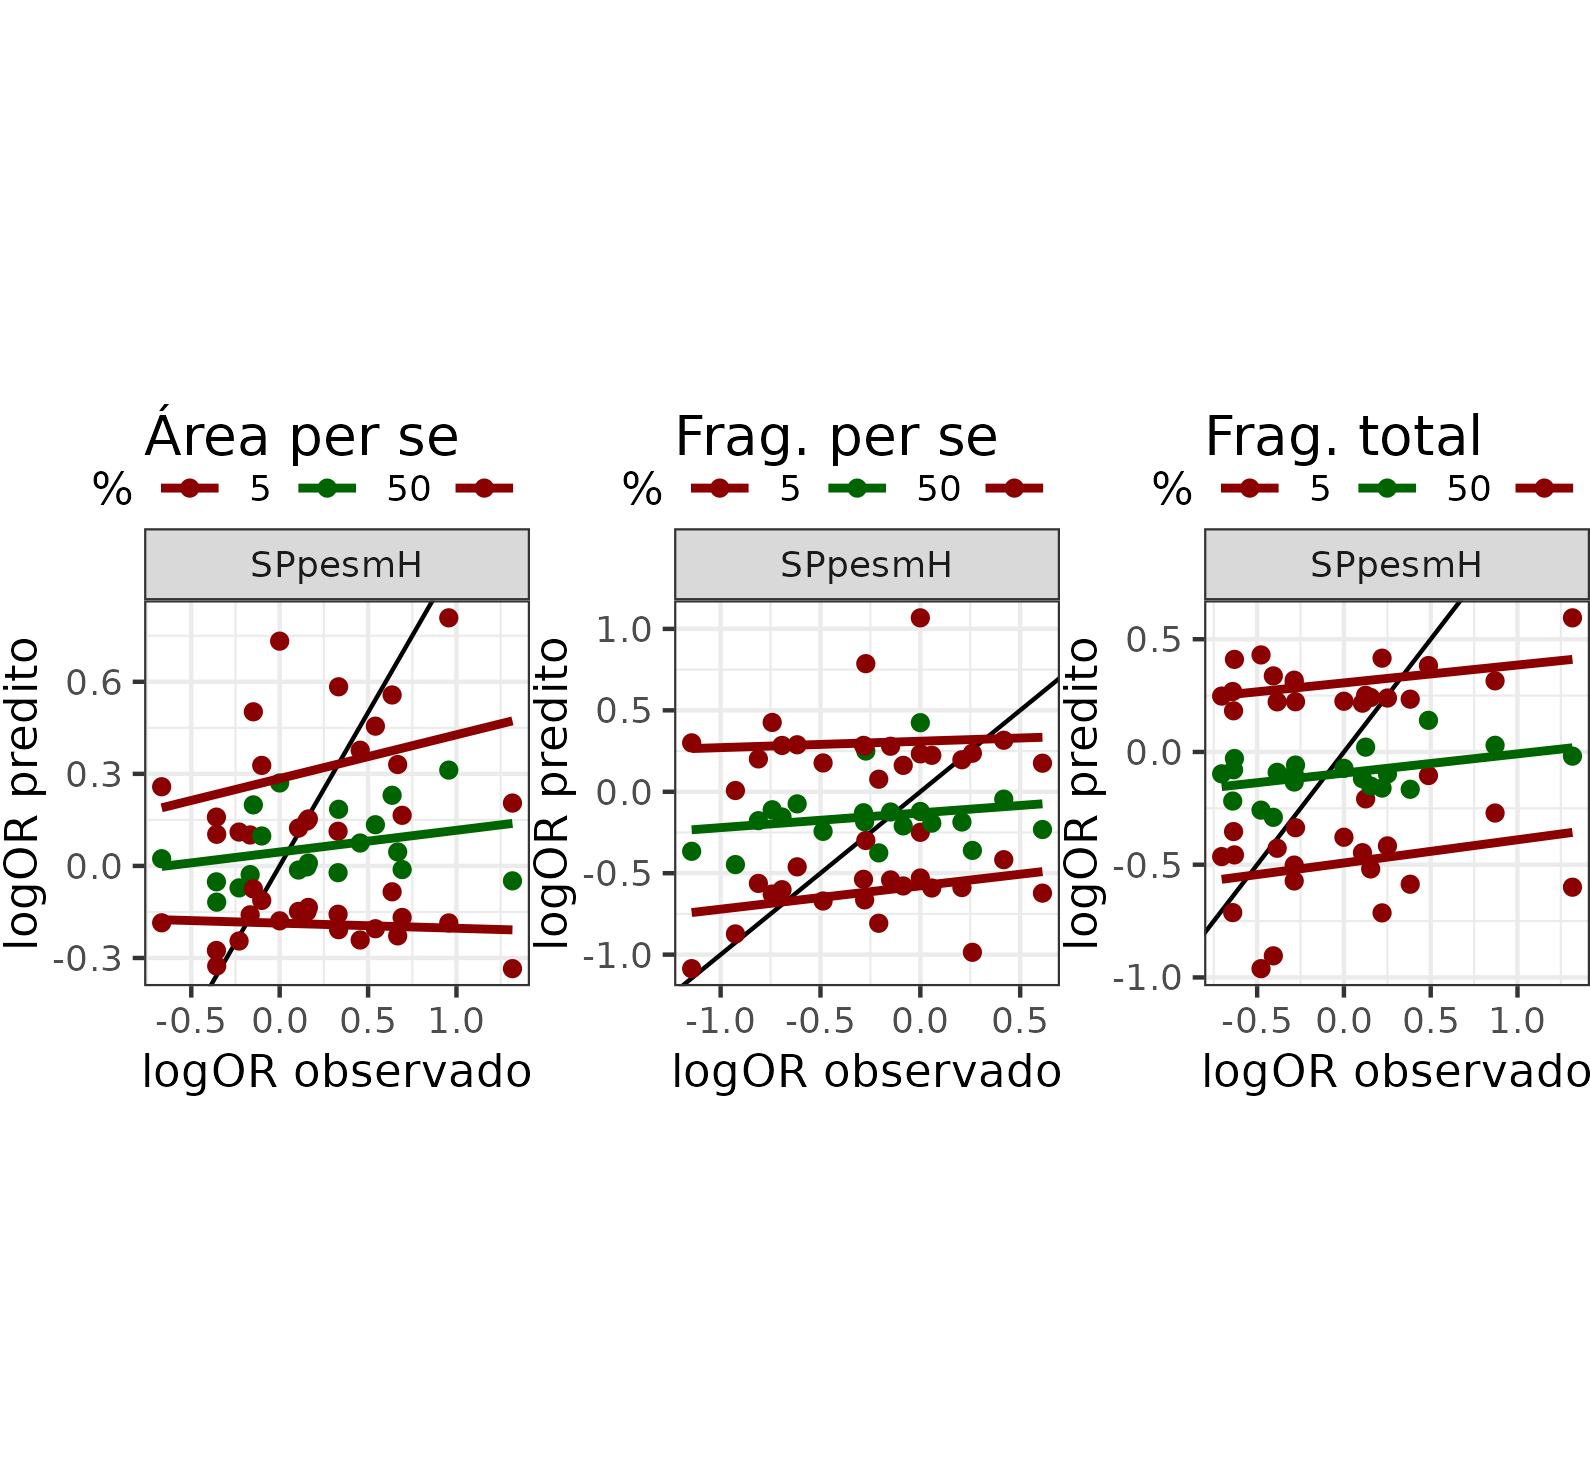 Área per se
% 5 50
SPpesmH
logOR predito
0.6
0.3
0.0
-0.3
-0.5 0.0 0.5 1.0
logOR observado
Frag. per se
% 5 50
SPpesmH
logOR predito
1.0
0.5
0.0
-0.5
-1.0
-1.0 -0.5 0.0 0.5
logOR observado
Frag. total
% 5 50
SPpesmH
logOR predito
0.5
0.0
-0.5
-1.0
-0.5 0.0 0.5 1.0
logOR observado